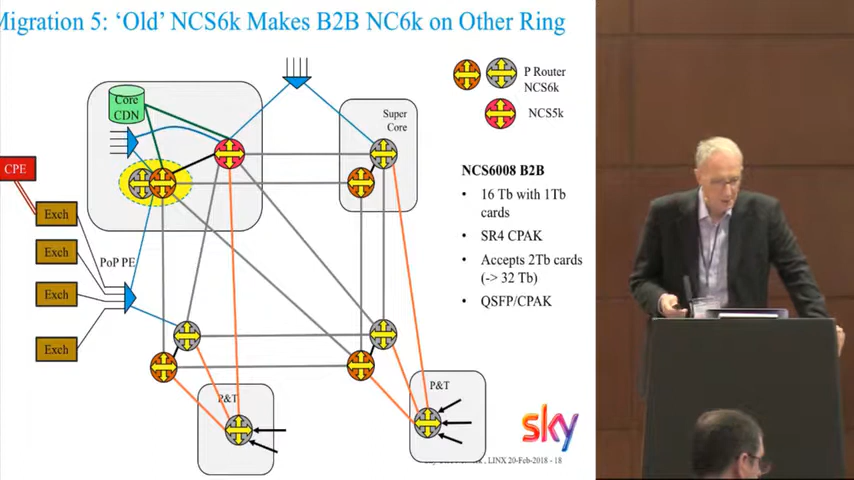 Migration 5: 'Old' NCS6k Makes B2B NC6k on Other Ring
Core
CDN
Super
Core
P Router
NCS6k
NCS5k
CPE
Exch
Exch
Exch
Exch
PoP PE
NCS6008 B2B
• 16 Tb with 1Tb
cards
• SR4 CPAK
• Accepts 2Tb cards
(-> 32 Tb)
• QSFP/CPAK
P&T
P&T
sky
, LINX 20-Feb-2018 - 18